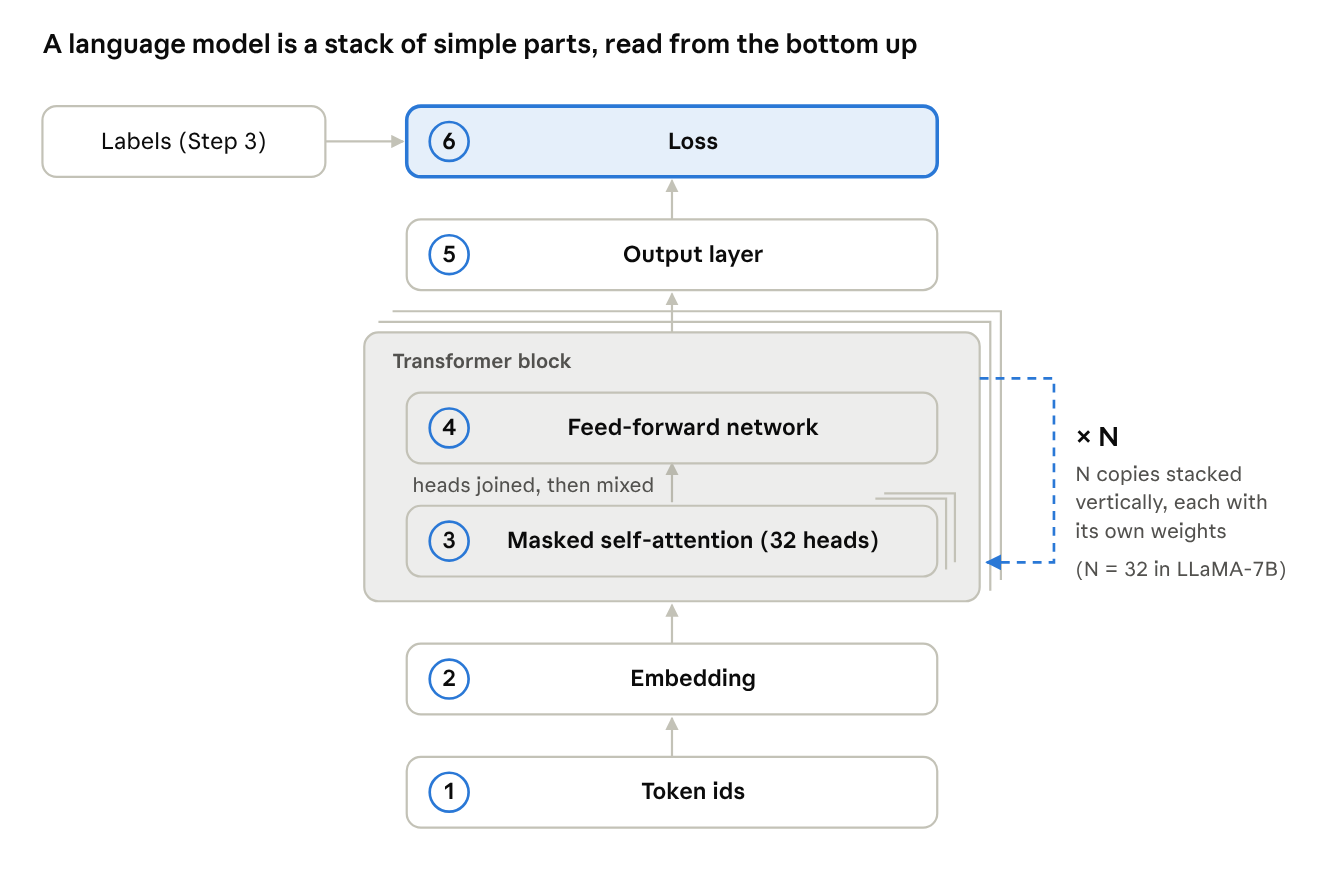 A language model is a stack of simple parts, read from the bottom up
Labels (Step 3)
6
Loss
5
Output layer
Transformer block
4
Feed-forward network
heads joined, then mixed
3
Masked self-attention (32 heads)
× N
N copies stacked
vertically, each with
its own weights
(N = 32 in LLaMA-7B)
2
Embedding
1
Token ids